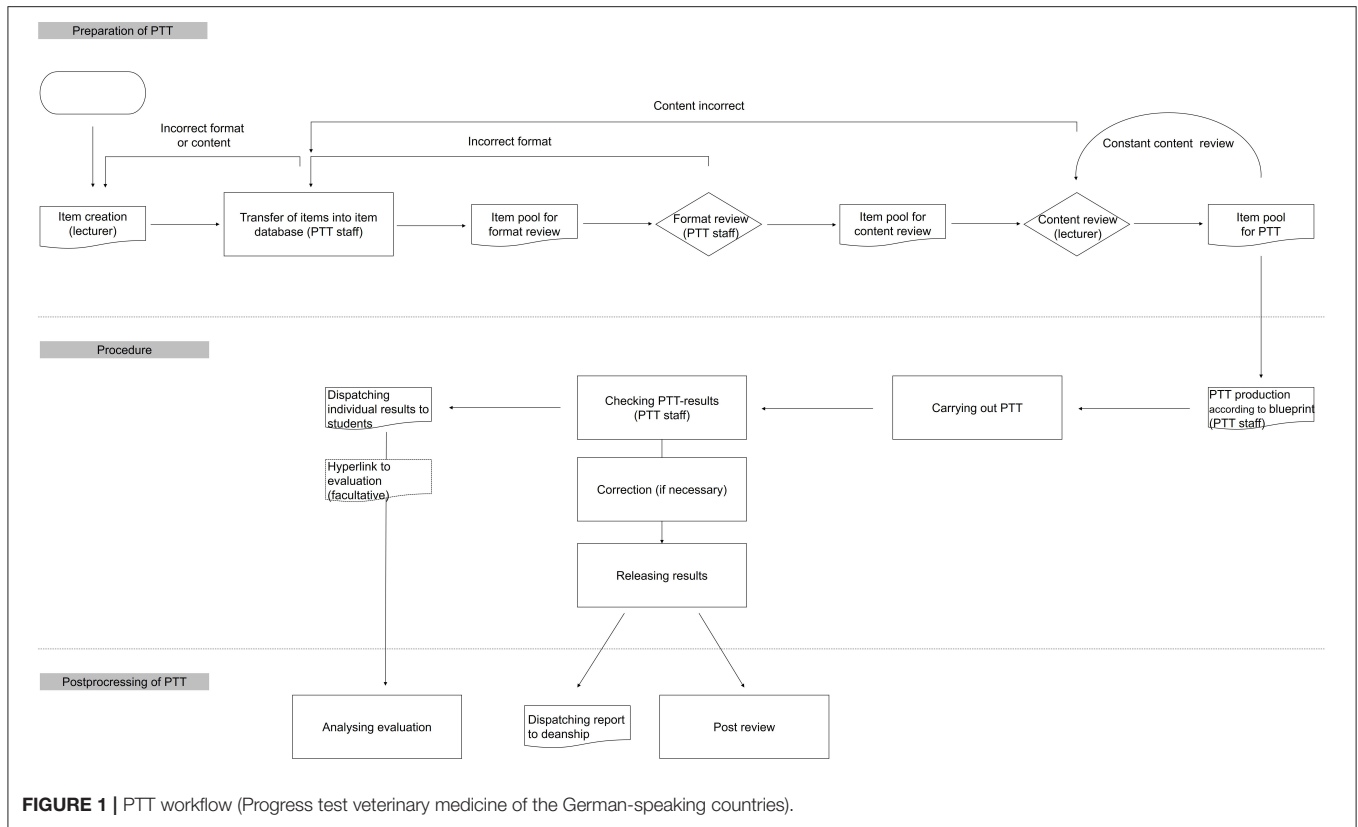 Preparation of PTT
Content incorrect
Incorrect format
or content
Incorrect format
Constant content review
Item creation
(lecturer)
Transfer of items into item
database (PTT staff)
Item pool for
format review
Format review
(PTT staff)
Item pool for
content review
Content review
(lecturer)
Item pool
for PTT
Procedure
Dispatching
individual results to
students
Checking PTT-results
(PTT staff)
Carrying out PTT
PTT production
according to blueprint
(PTT staff)
Hyperlink to
evaluation
(facultative)
Correction (if necessary)
Releasing results
Postprocressing of PTT
Analysing evaluation
Dispatching report
to deanship
Post review
FIGURE 1 | PTT workflow (Progress test veterinary medicine of the German-speaking countries).